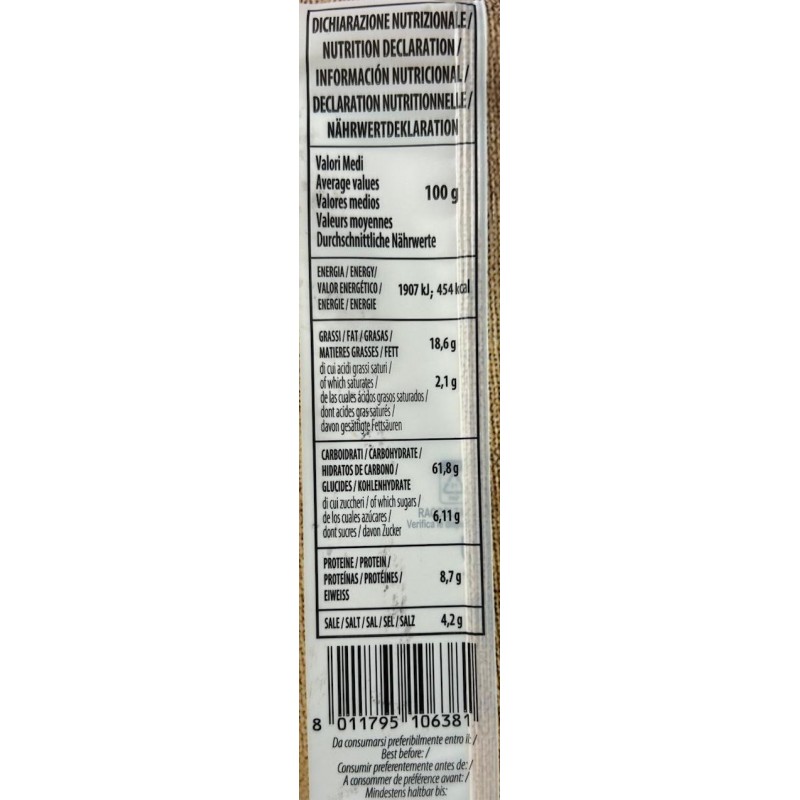 DICHIARAZIONE NUTRIZIONALE/
NUTRITION DECLARATION/
INFORMACIÓN NUTRICIONAL/
DECLARATION NUTRITIONNELLE/
NÄHRWERTDEKLARATION
Valori Medi
Average values
Valores medios
Valeurs moyennes
Durchschnittliche Nährwerte
100 g
ENERGIA / ENERGY/
VALOR ENERGÉTICO /
ENERGIE / ENERGIE
1907 kJ; 454 kcal
GRASSI / FAT / GRASAS /
MATIERES GRASSES / FETT
18,6 g
di cui acidi grassi saturi /
of which saturates /
de las cuales ácidos grasos saturados /
dont acides gras saturés /
davon gesättigte Fettsäuren
2,1 g
CARBOIDRATI / CARBOHYDRATE /
HIDRATOS DE CARBONO /
GLUCIDES / KOHLENHYDRATE
61,8 g
di cui zuccheri / of which sugars /
de los cuales azúcares /
dont sucres / davon Zucker
6,11 g
Verifica
PROTEINE / PROTEIN /
PROTEÍNAS / PROTÉINES /
EIWEISS
8,7 g
SALE / SALT / SAL / SEL / SALZ
4,2 g
8 011795 106381
Da consumarsi preferibilmente entro il: /
Best before: /
Consumir preferentemente antes de: /
A consommer de préférence avant: /
Mindestens haltbar bis: